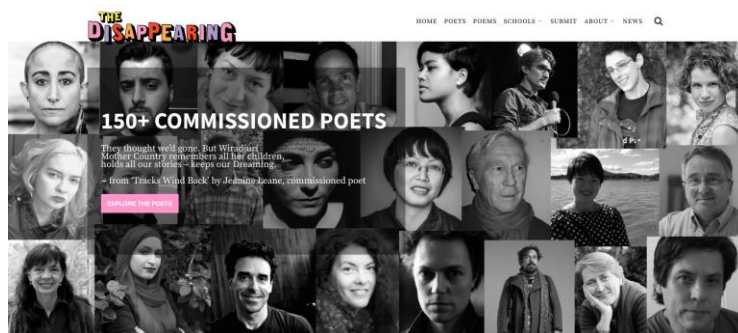 THE
DISAPPEARING
HOME POETS POEMS SCHOOLS SUBMIT ABOUT NEWS
150+ COMMISSIONED POETS
They thought we'd gone. But Wiradjuri
Mother Country remembers all her children,
holds all our stories – keeps our Dreaming.
– from 'Tracks Wind Back' by Jeanine Leane, commissioned poet
EXPLORE THE POETS